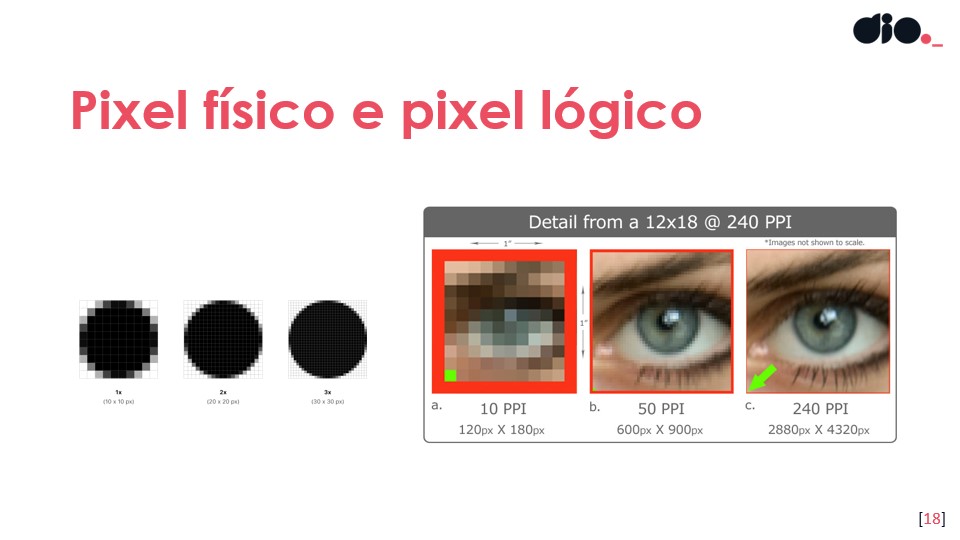 dio._
Pixel físico e pixel lógico
1x
(10 x 10 px)
2x
(20 x 20 px)
3x
(30 x 30 px)
Detail from a 12x18 @ 240 PPI
*Images not shown to scale.
1"
1"
a.
10 PPI
120px X 180px
b.
50 PPI
600px X 900px
c.
240 PPI
2880px X 4320px
[18]